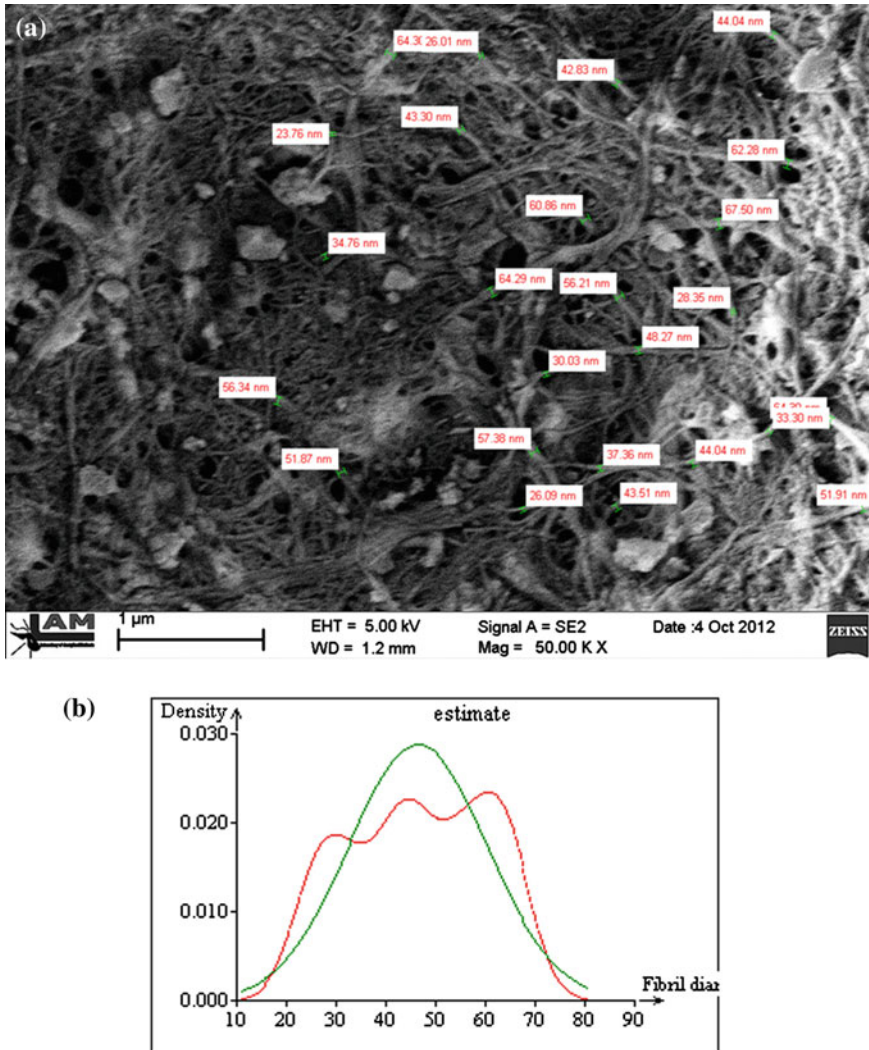 (a)
44.04 nm
64.30
26.01 nm
42.83 nm
43.30 nm
23.76 nm
62.28 nm
60.86 nm
67.50 nm
34.76 nm
64.29 nm
56.21 nm
28.35 nm
48.27 nm
30.03 nm
56.34 nm
33.30 nm
57.38 nm
51.87 nm
37.36 nm
44.04 nm
26.09 nm
43.51 nm
51.91 nm
LAM
1 µm
EHT = 5.00 kV
Signal A = SE2
Date :4 Oct 2012
WD = 1.2 mm
Mag = 50.00 K X
ZEISS
(b)
Density
estimate
0.030
0.020
0.010
0.000
Fibril diar
10 20 30 40 50 60 70 80 90